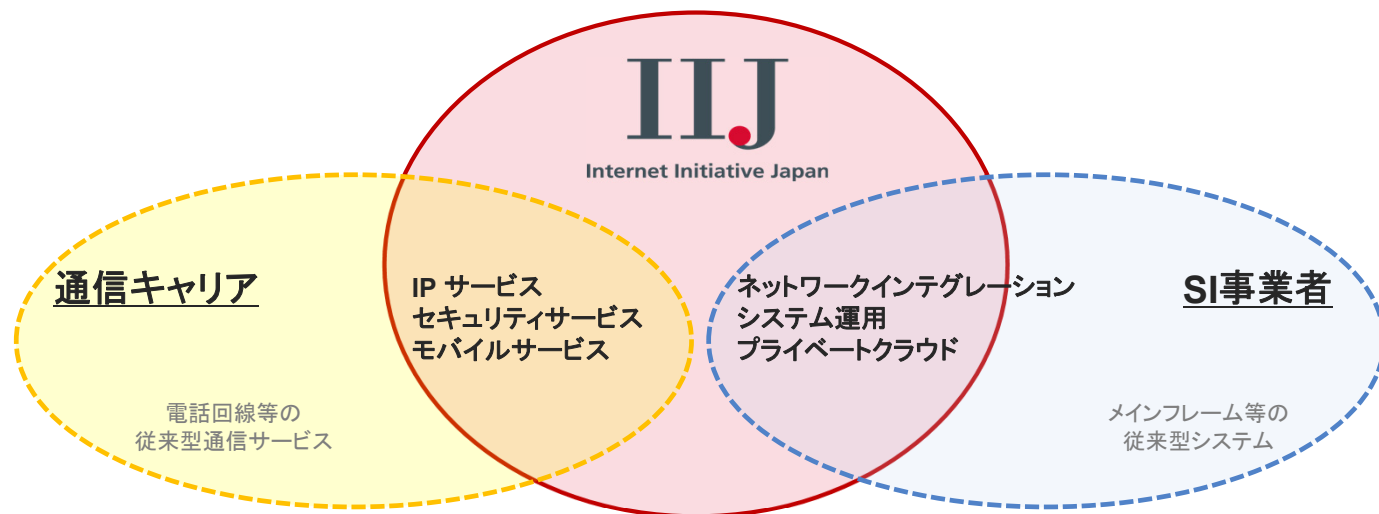 IIJ
Internet Initiative Japan
通信キャリア
IP サービス
セキュリティサービス
モバイルサービス
ネットワークインテグレーション
システム運用
プライベートクラウド
SI事業者
電話回線等の
従来型通信サービス
メインフレーム等の
従来型システム